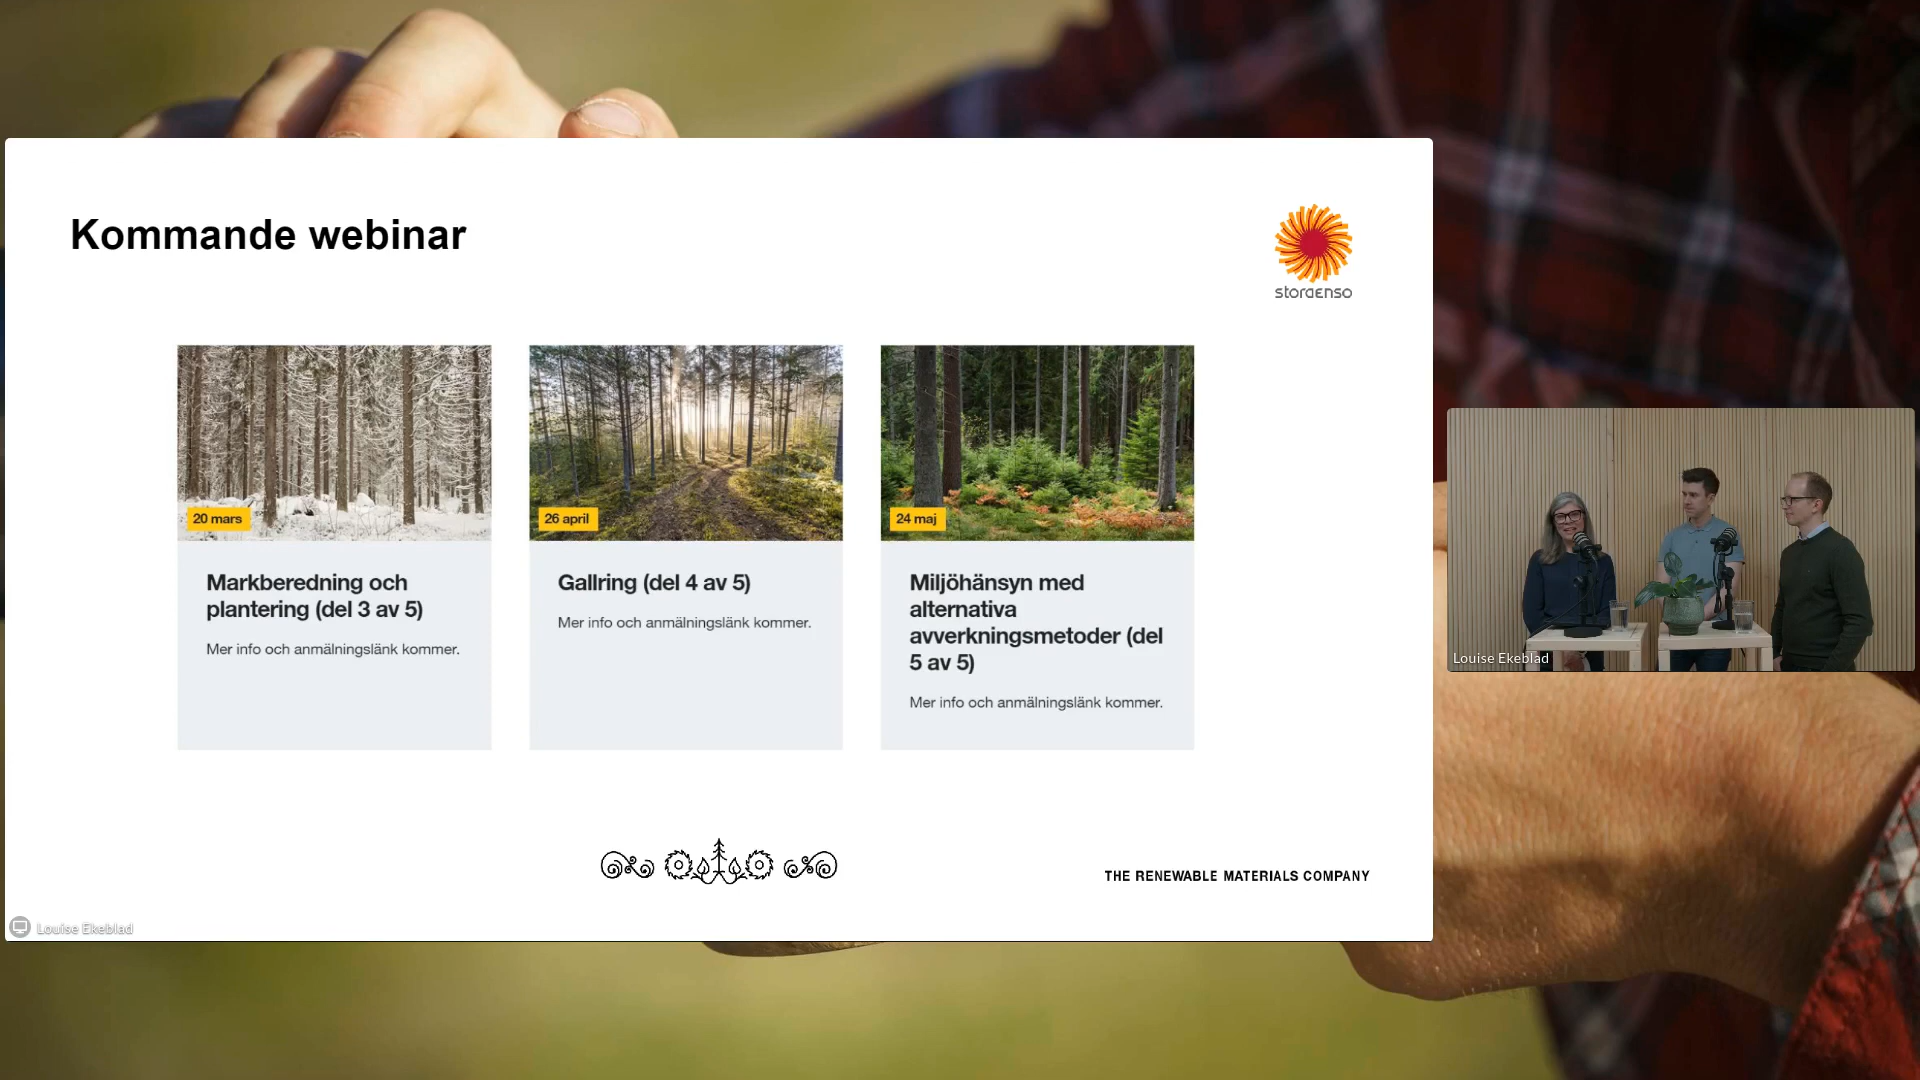 Kommande webinar
storaenso
20 mars
Markberedning och
plantering (del 3 av 5)
Mer info och anmälningslänk kommer.
26 april
Gallring (del 4 av 5)
Mer info och anmälningslänk kommer.
24 maj
Miljöhänsyn med
alternativa
avverkningsmetoder (del
5 av 5)
Mer info och anmälningslänk kommer.
THE RENEWABLE MATERIALS COMPANY
Louise Ekeblad
Louise Ekeblad